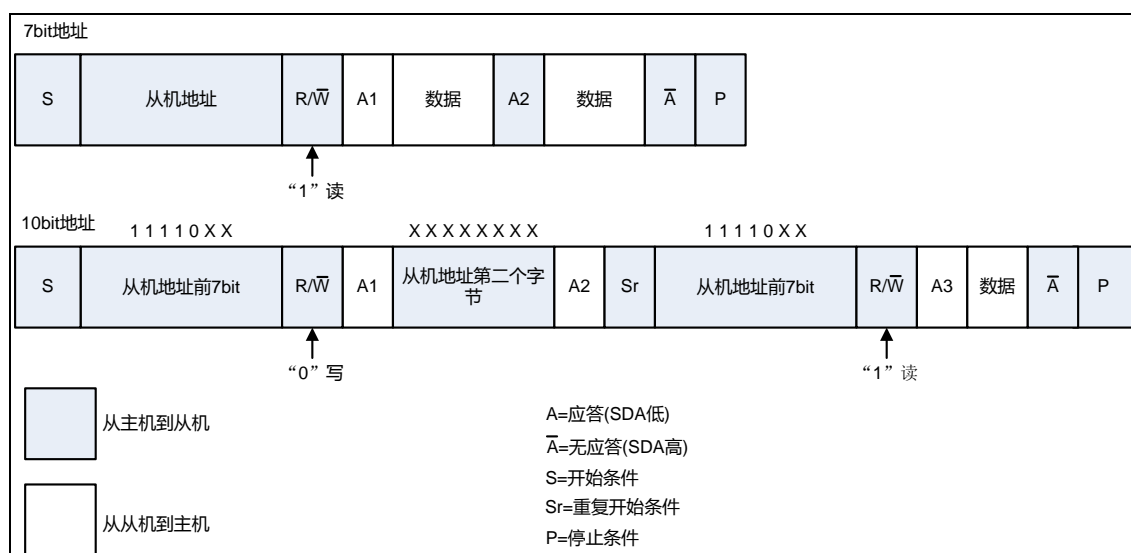 7bit地址
S 从机地址 R/W̅ A1 数据 A2 数据 A̅ P
“1”读
10bit地址 1 1 1 1 0 X X X X X X X X X X 1 1 1 1 0 X X
S 从机地址前7bit R/W̅ A1 从机地址第二个字 A2 Sr 从机地址前7bit R/W̅ A3 数据 A̅ P
节
“0”写 “1”读
从主机到从机
从从机到主机
A=应答(SDA低)
A̅=无应答(SDA高)
S=开始条件
Sr=重复开始条件
P=停止条件